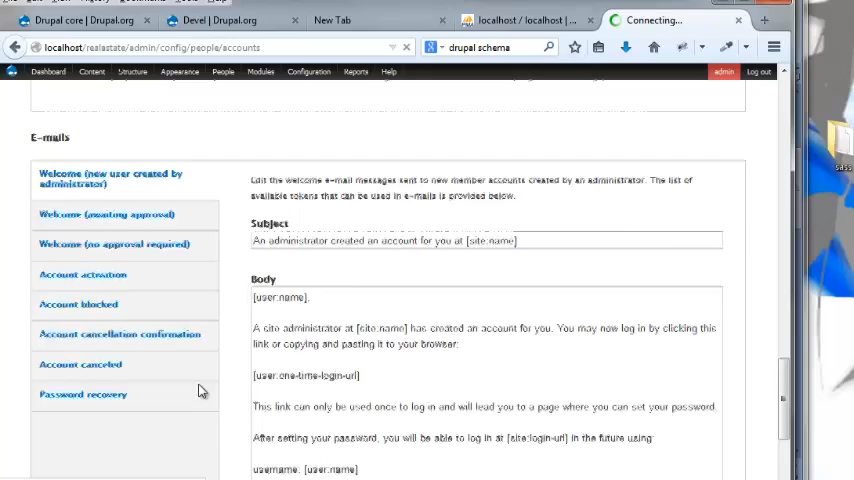 Drupal core | Drupal.org
Devel | Drupal.org
New Tab
localhost / localhost | ...
Connecting...
localhost/realastate/admin/config/people/accounts
drupal schema
Dashboard Content Structure Appearance People Modules Configuration Reports Help
admin Log out
E-mails
Welcome (new user created by
administrator)
Welcome (awaiting approval)
Welcome (no approval required)
Account activation
Account blocked
Account cancellation confirmation
Account canceled
Password recovery
Edit the welcome e-mail messages sent to new member accounts created by an administrator. The list of
available tokens that can be used in e-mails is provided below.
Subject
An administrator created an account for you at [site:name]
Body
[user:name],
A site administrator at [site:name] has created an account for you. You may now log in by clicking this
link or copying and pasting it to your browser:
[user:one-time-login-url]
This link can only be used once to log in and will lead you to a page where you can set your password.
After setting your password, you will be able to log in at [site:login-url] in the future using:
username: [user:name]